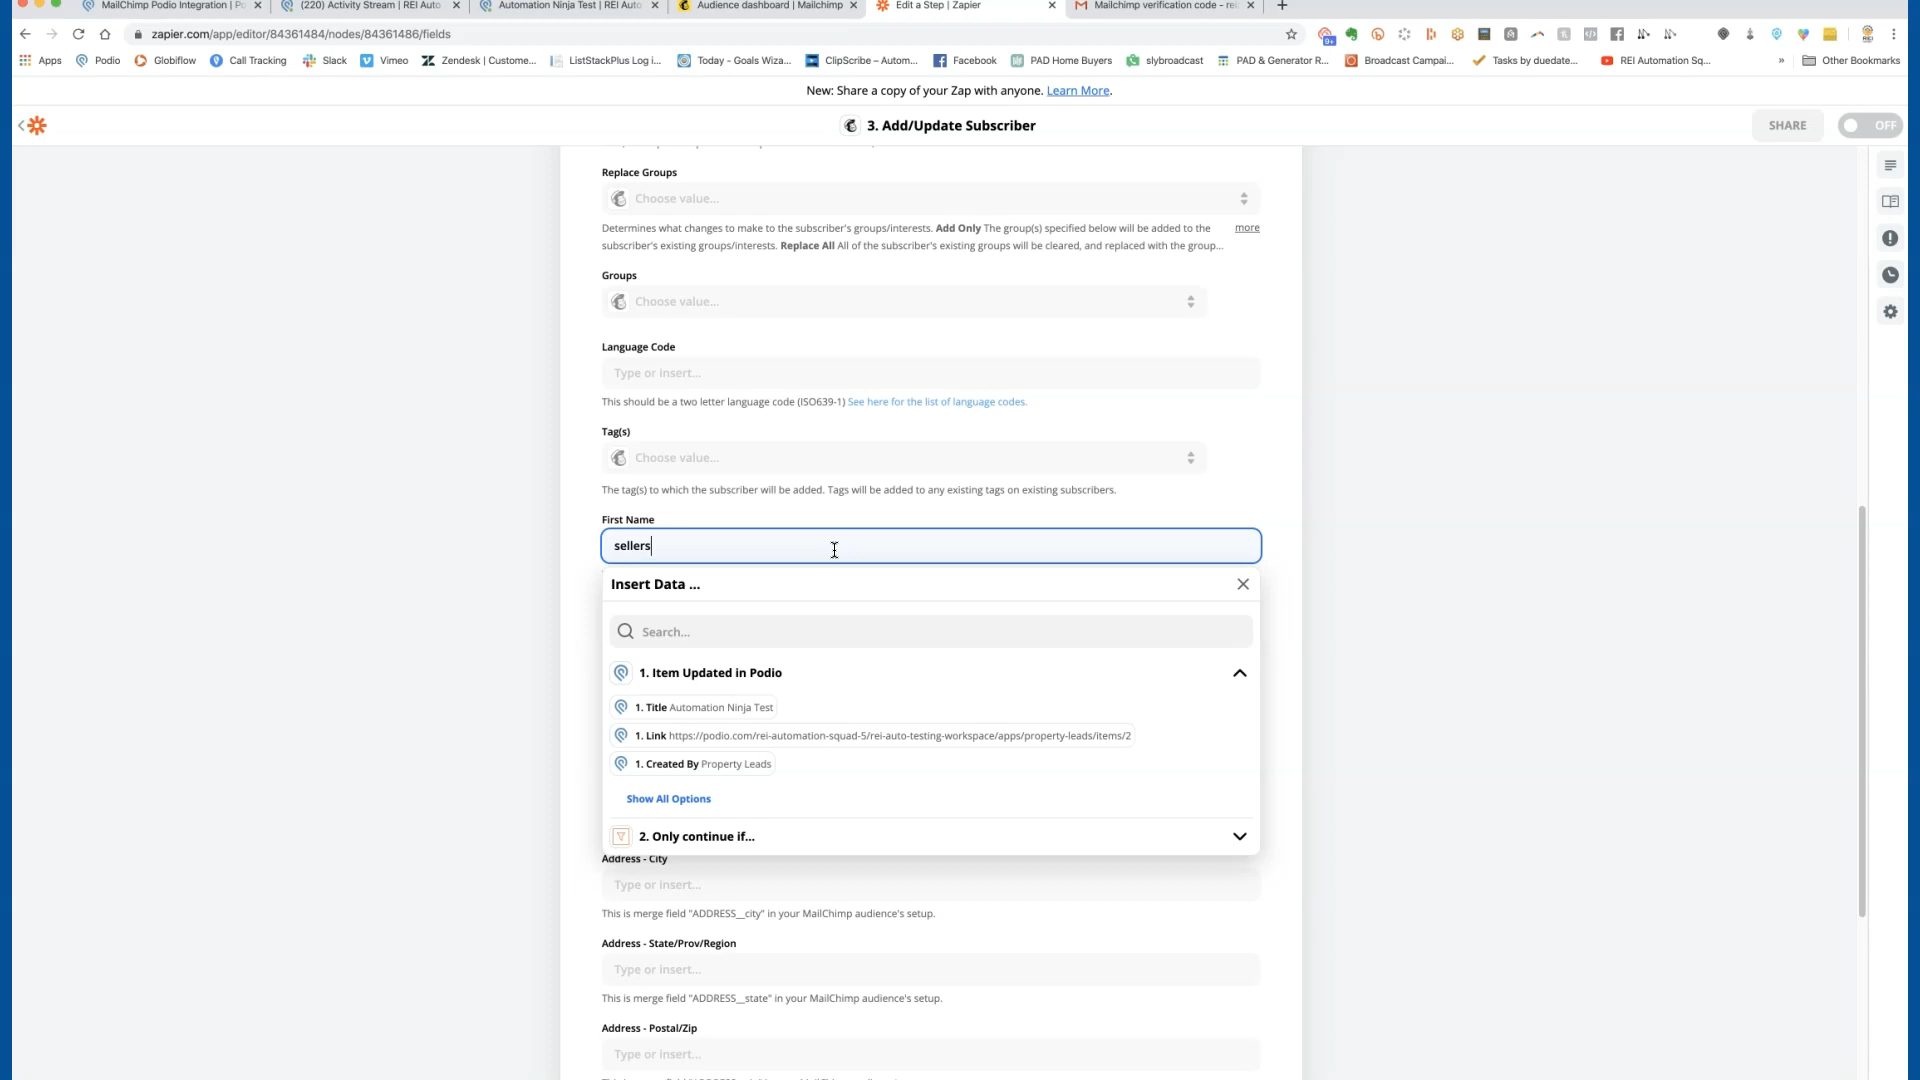 MailChimp Podio Integration | Po
(220) Activity Stream | REI Auto
Automation Ninja Test | REI Auto
Audience dashboard | Mailchimp
Edit a Step | Zapier
Mailchimp verification code - rei
zapier.com/app/editor/84361484/nodes/84361486/fields
9+
Apps
Podio
Globiflow
Call Tracking
Slack
Vimeo
Zendesk | Custome...
ListStackPlus Log i...
Today - Goals Wiza...
ClipScribe – Autom...
Facebook
PAD Home Buyers
slybroadcast
PAD & Generator R...
Broadcast Campai...
Tasks by duedate...
REI Automation Sq...
»
Other Bookmarks
New: Share a copy of your Zap with anyone. Learn More.
3. Add/Update Subscriber
SHARE
OFF
Replace Groups
Choose value...
Determines what changes to make to the subscriber's groups/interests. Add Only The group(s) specified below will be added to the
more
subscriber's existing groups/interests. Replace All All of the subscriber's existing groups will be cleared, and replaced with the group...
Groups
Choose value...
Language Code
Type or insert...
This should be a two letter language code (ISO639-1) See here for the list of language codes.
Tag(s)
Choose value...
The tag(s) to which the subscriber will be added. Tags will be added to any existing tags on existing subscribers.
First Name
sellers
Insert Data ...
Search...
1. Item Updated in Podio
1. Title Automation Ninja Test
1. Link https://podio.com/rei-automation-squad-5/rei-auto-testing-workspace/apps/property-leads/items/2
1. Created By Property Leads
Show All Options
2. Only continue if...
Address - City
Type or insert...
This is merge field "ADDRESS__city" in your MailChimp audience's setup.
Address - State/Prov/Region
Type or insert...
This is merge field "ADDRESS__state" in your MailChimp audience's setup.
Address - Postal/Zip
Type or insert...